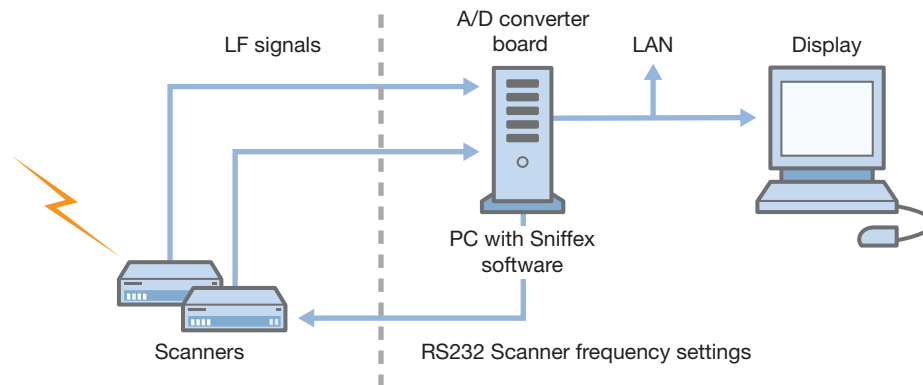 A/D converter
board
LF signals
LAN
Display
PC with Sniffex
software
Scanners
RS232 Scanner frequency settings